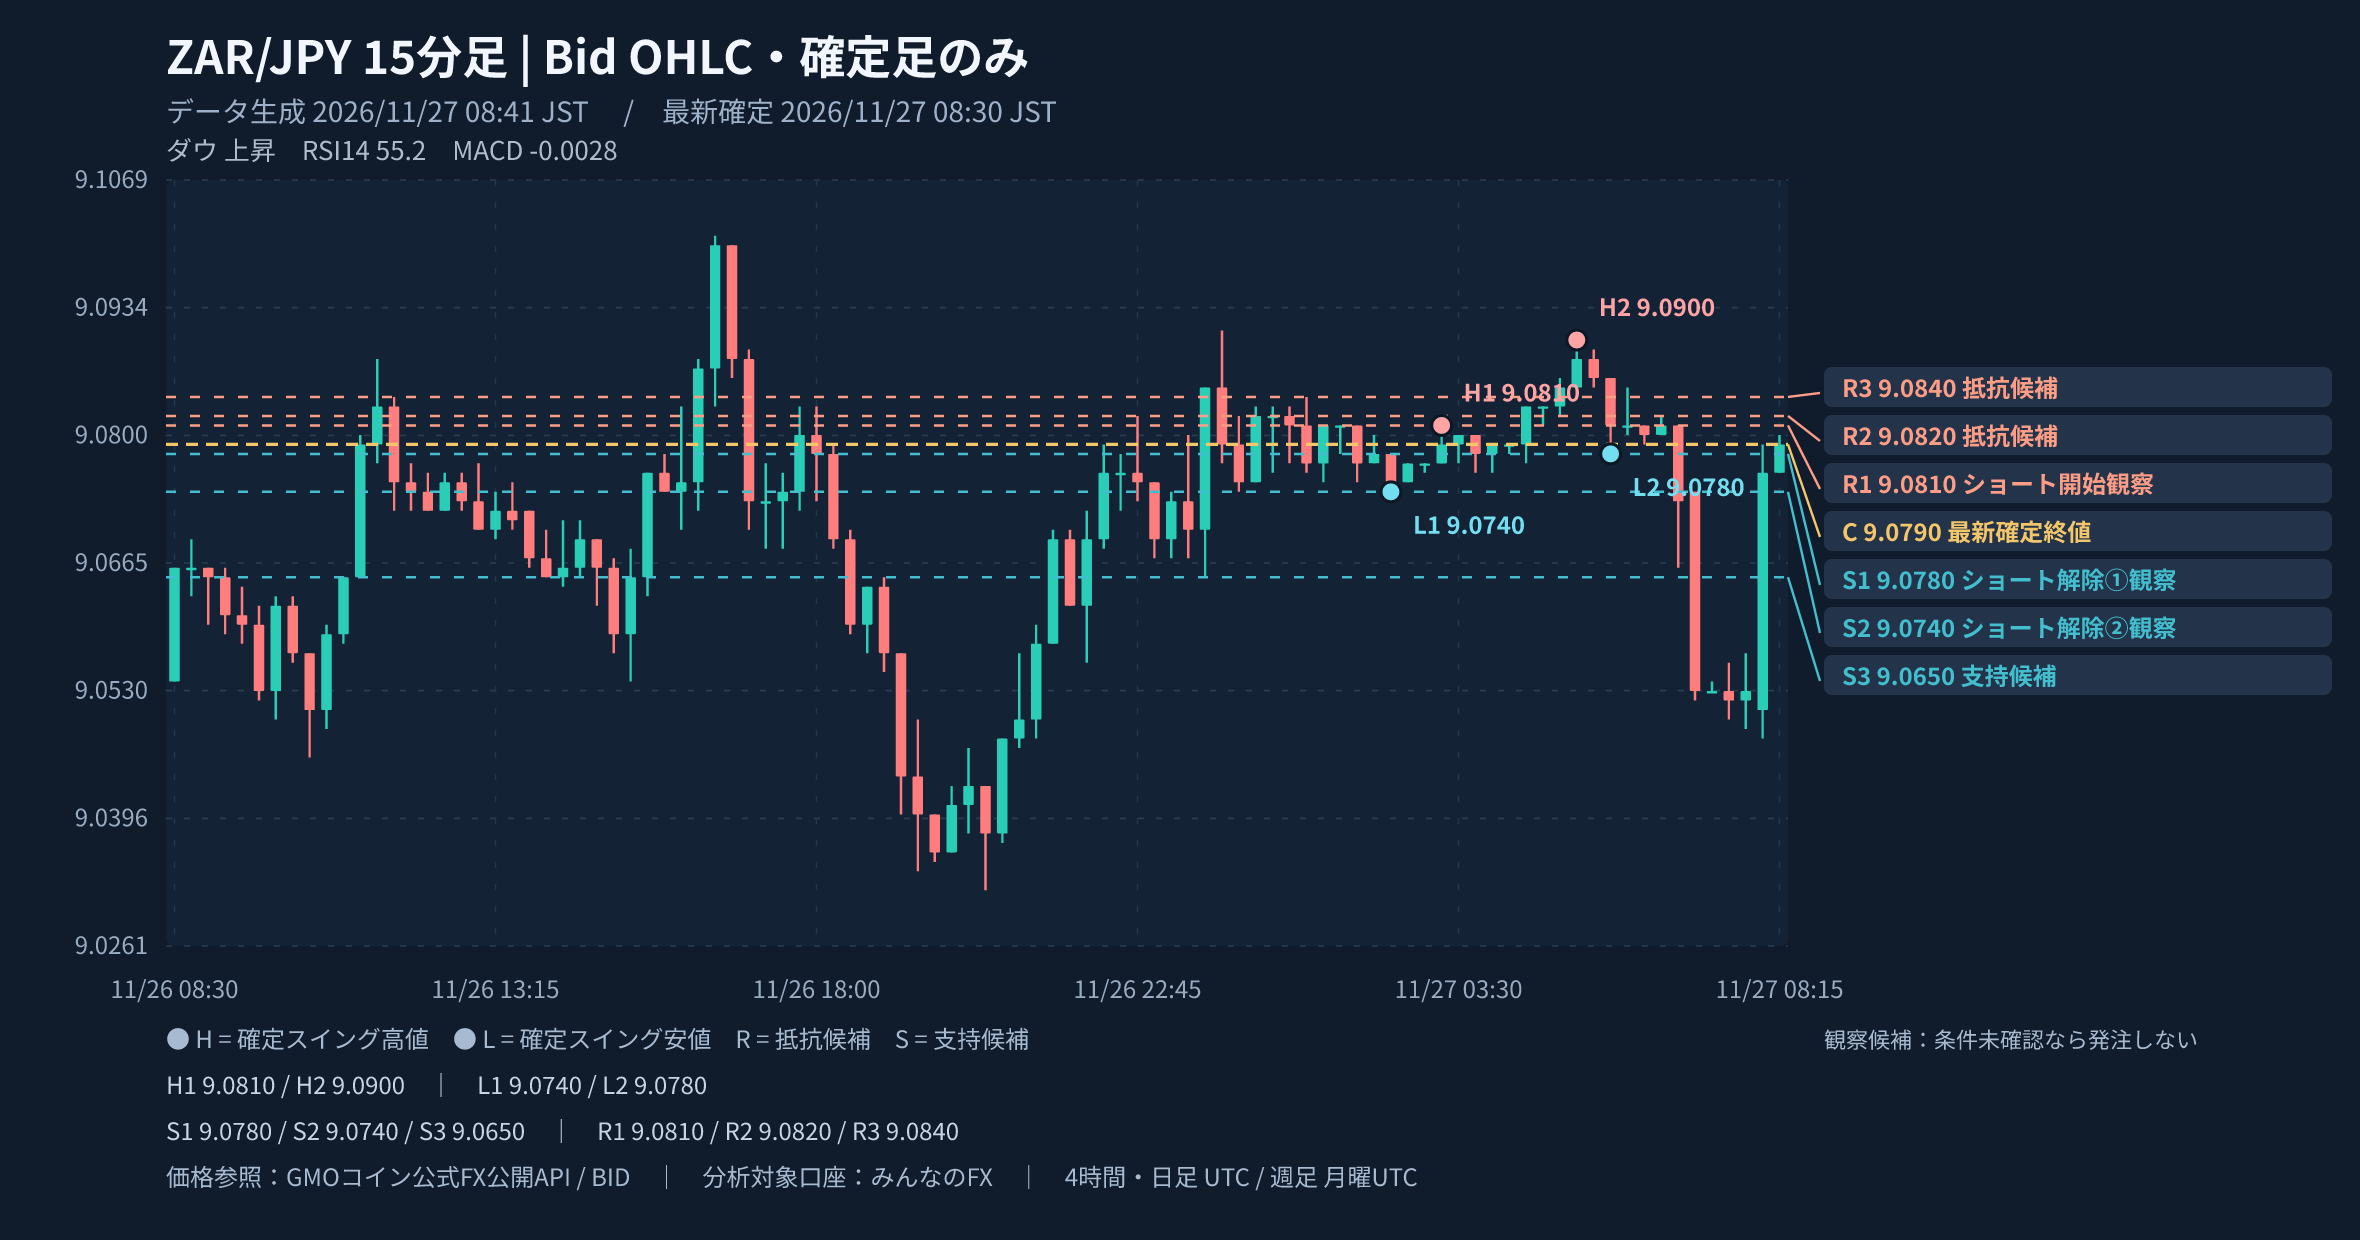 ZAR/JPY 15分足 | Bid OHLC・確定足のみ
データ生成 2026/11/27 08:41 JST / 最新確定 2026/11/27 08:30 JST
ダウ 上昇 RSI14 55.2 MACD -0.0028
9.1069
9.0934
9.0800
9.0665
9.0530
9.0396
9.0261
H2 9.0900
H1 9.0810
L2 9.0780
L1 9.0740
R3 9.0840 抵抗候補
R2 9.0820 抵抗候補
R1 9.0810 ショート開始観察
C 9.0790 最新確定終値
S1 9.0780 ショート解除①観察
S2 9.0740 ショート解除②観察
S3 9.0650 支持候補
11/26 08:30 11/26 13:15 11/26 18:00 11/26 22:45 11/27 03:30 11/27 08:15
● H = 確定スイング高値 ● L = 確定スイング安値 R = 抵抗候補 S = 支持候補
観察候補：条件未確認なら発注しない
H1 9.0810 / H2 9.0900 ｜ L1 9.0740 / L2 9.0780
S1 9.0780 / S2 9.0740 / S3 9.0650 ｜ R1 9.0810 / R2 9.0820 / R3 9.0840
価格参照：GMOコイン公式FX公開API / BID ｜ 分析対象口座：みんなのFX ｜ 4時間・日足 UTC / 週足 月曜UTC